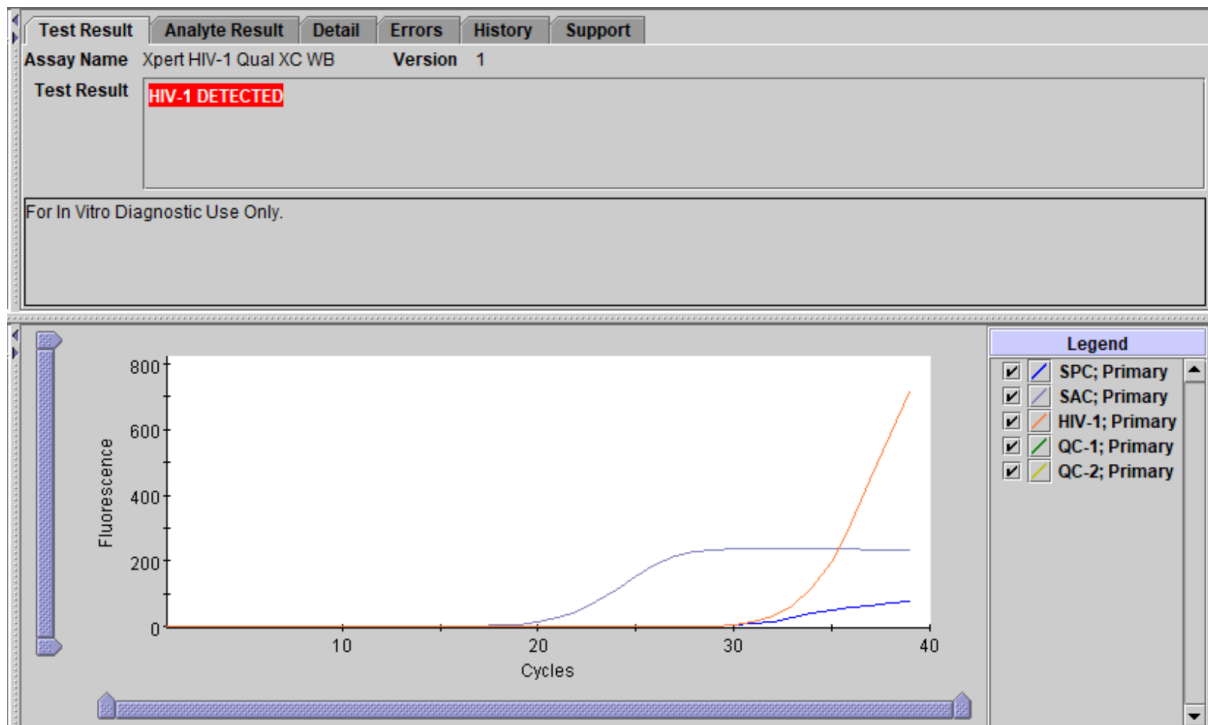 Test Result Analyte Result Detail Errors History Support
Assay Name Xpert HIV-1 Qual XC WB Version 1
Test Result HIV-1 DETECTED
For In Vitro Diagnostic Use Only.
Legend
SPC; Primary
SAC; Primary
HIV-1; Primary
QC-1; Primary
QC-2; Primary
800
600
400
200
0
Fluorescence
10 20 30 40
Cycles